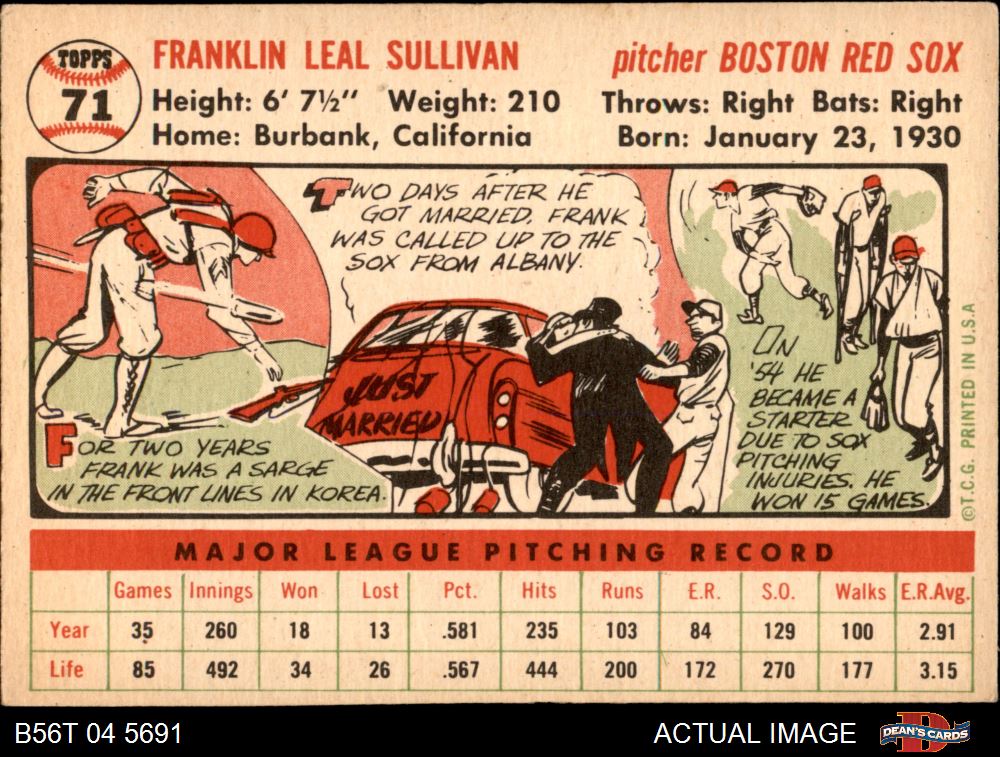 TOPPS
71
FRANKLIN LEAL SULLIVAN
pitcher BOSTON RED SOX
Height: 6' 7½" Weight: 210
Throws: Right Bats: Right
Home: Burbank, California
Born: January 23, 1930
FOR TWO YEARS
FRANK WAS A SARGE
IN THE FRONT LINES IN KOREA.
TWO DAYS AFTER HE
GOT MARRIED, FRANK
WAS CALLED UP TO THE
SOX FROM ALBANY.
JUST
MARRIED
IN
'54 HE
BECAME A
STARTER
DUE TO SOX
PITCHING
INJURIES. HE
WON 15 GAMES.
©T.C.G. PRINTED IN U.S.A
MAJOR LEAGUE PITCHING RECORD
Games Innings Won Lost Pct. Hits Runs E.R. S.O. Walks E.R.Avg.
Year 35 260 18 13 .581 235 103 84 129 100 2.91
Life 85 492 34 26 .567 444 200 172 270 177 3.15
B56T 04 5691
ACTUAL IMAGE
DEAN'S CARDS